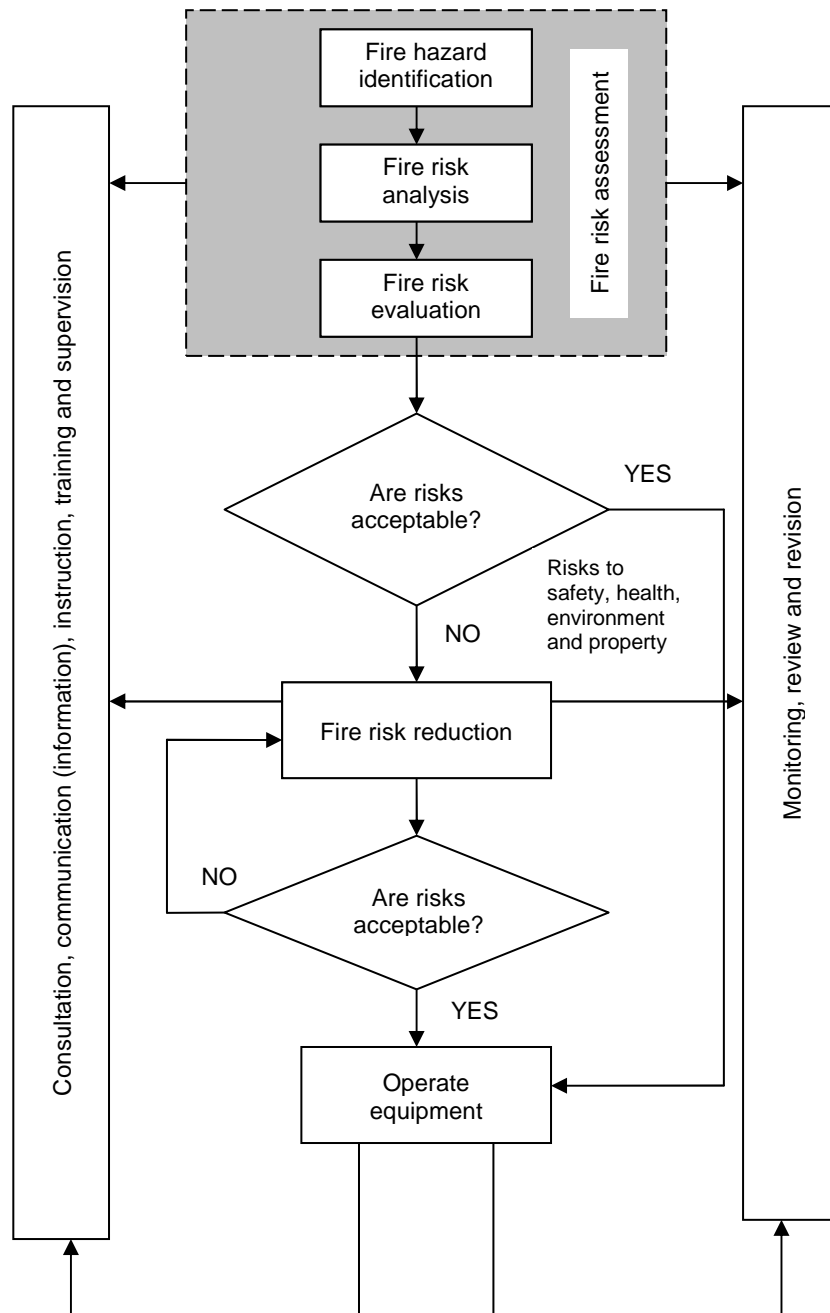 Fire hazard
identification
Fire risk
analysis
Fire risk
evaluation
Fire risk assessment
Consultation, communication (information), instruction, training and supervision
Monitoring, review and revision
Are risks
acceptable?
YES
Risks to
safety, health,
environment
and property
NO
Fire risk reduction
NO
Are risks
acceptable?
YES
Operate
equipment